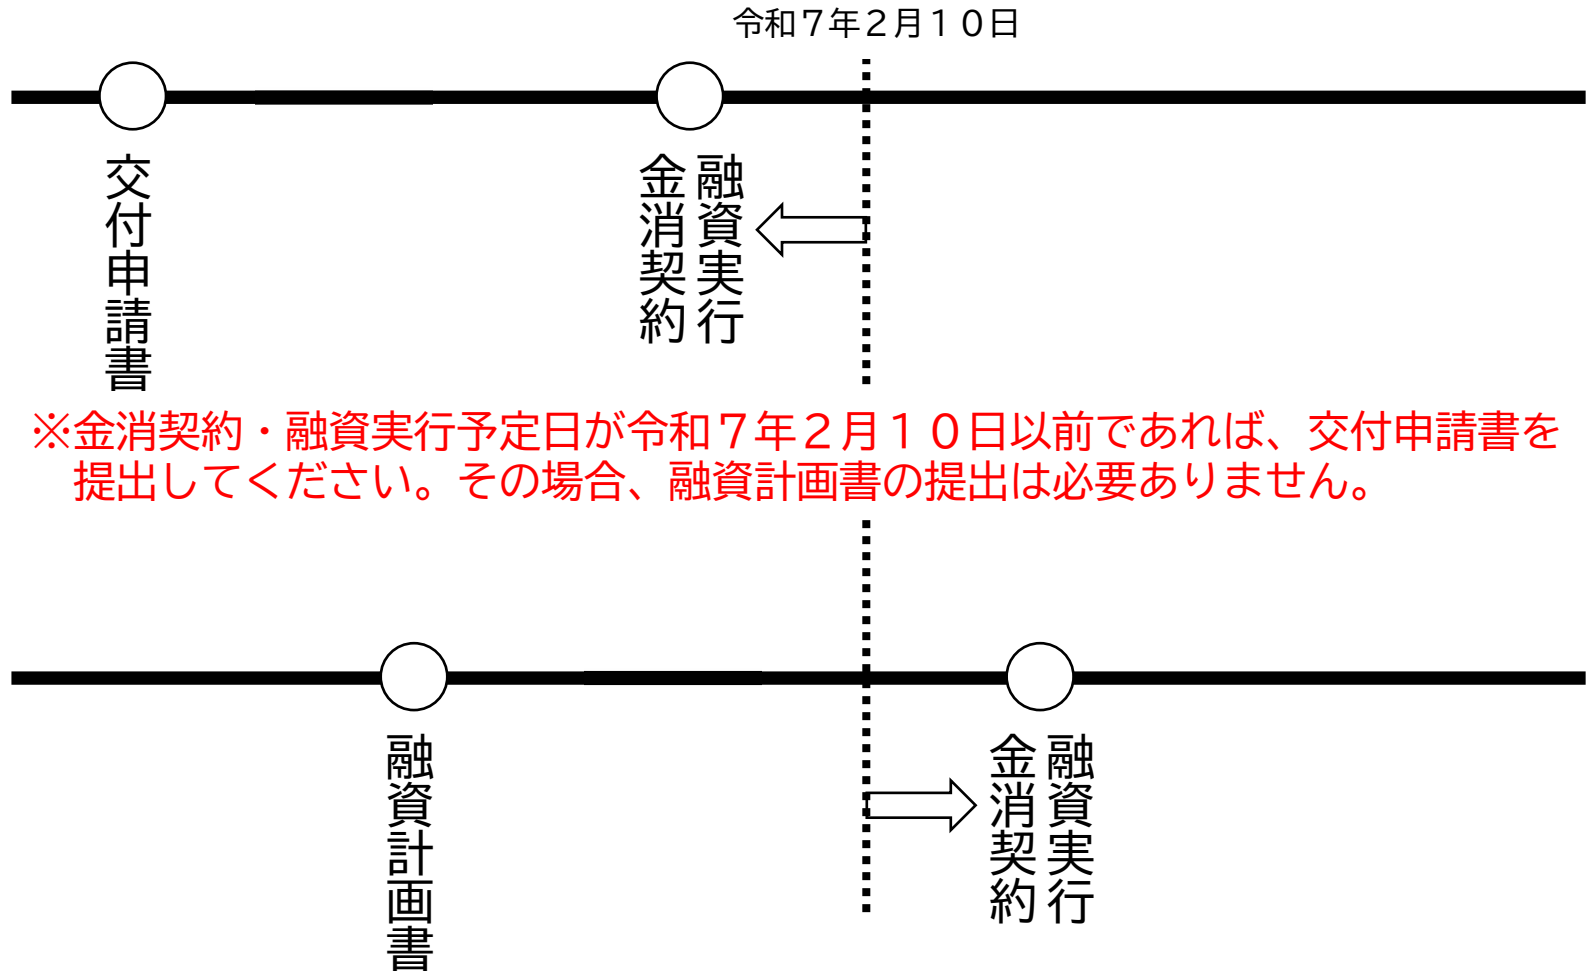 令和７年２月１０日
交付申請書
融資実行
金消契約
※金消契約・融資実行予定日が令和７年２月１０日以前であれば、交付申請書を
提出してください。その場合、融資計画書の提出は必要ありません。
融資計画書
融資実行
金消契約